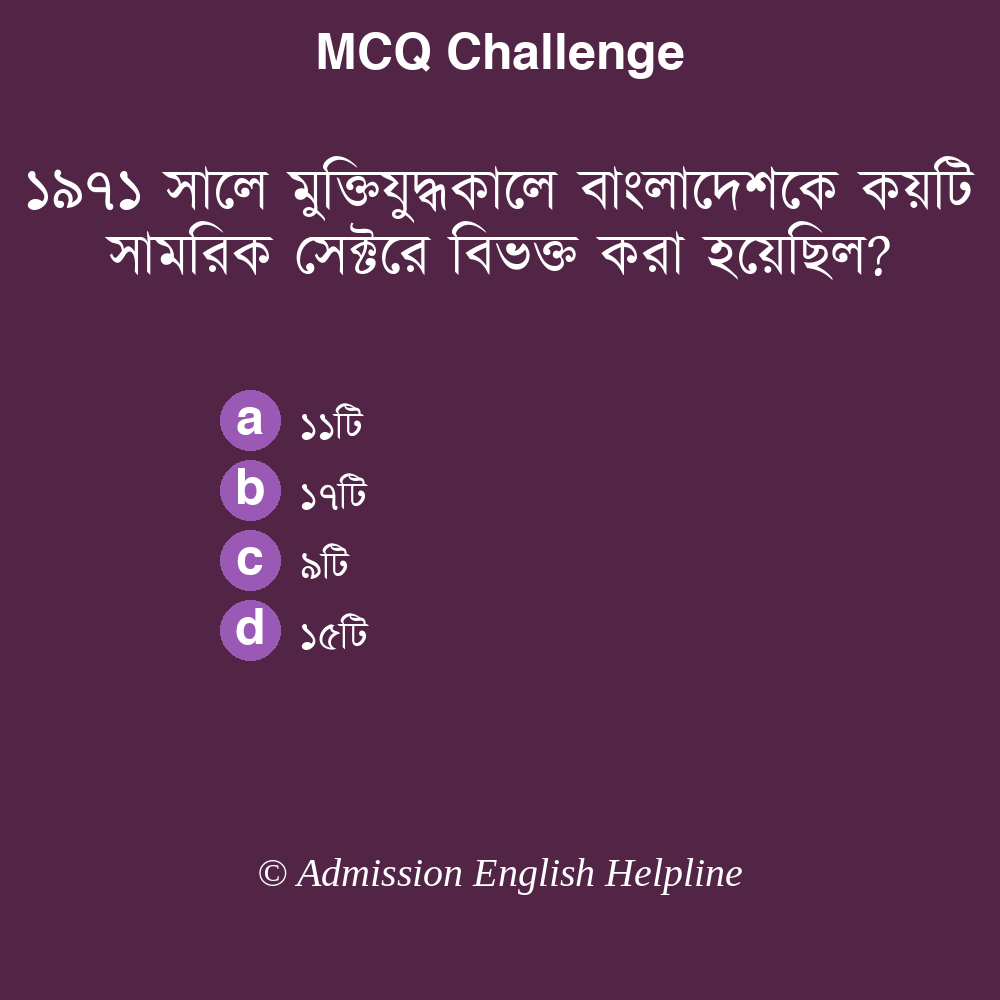 MCQ Challenge
১৯৭১ সালে মুক্তিযুদ্ধকালে বাংলাদেশকে কয়টি
সামরিক সেক্টরে বিভক্ত করা হয়েছিল?
a ১১টি
b ১৭টি
c ৯টি
d ১৫টি
© Admission English Helpline